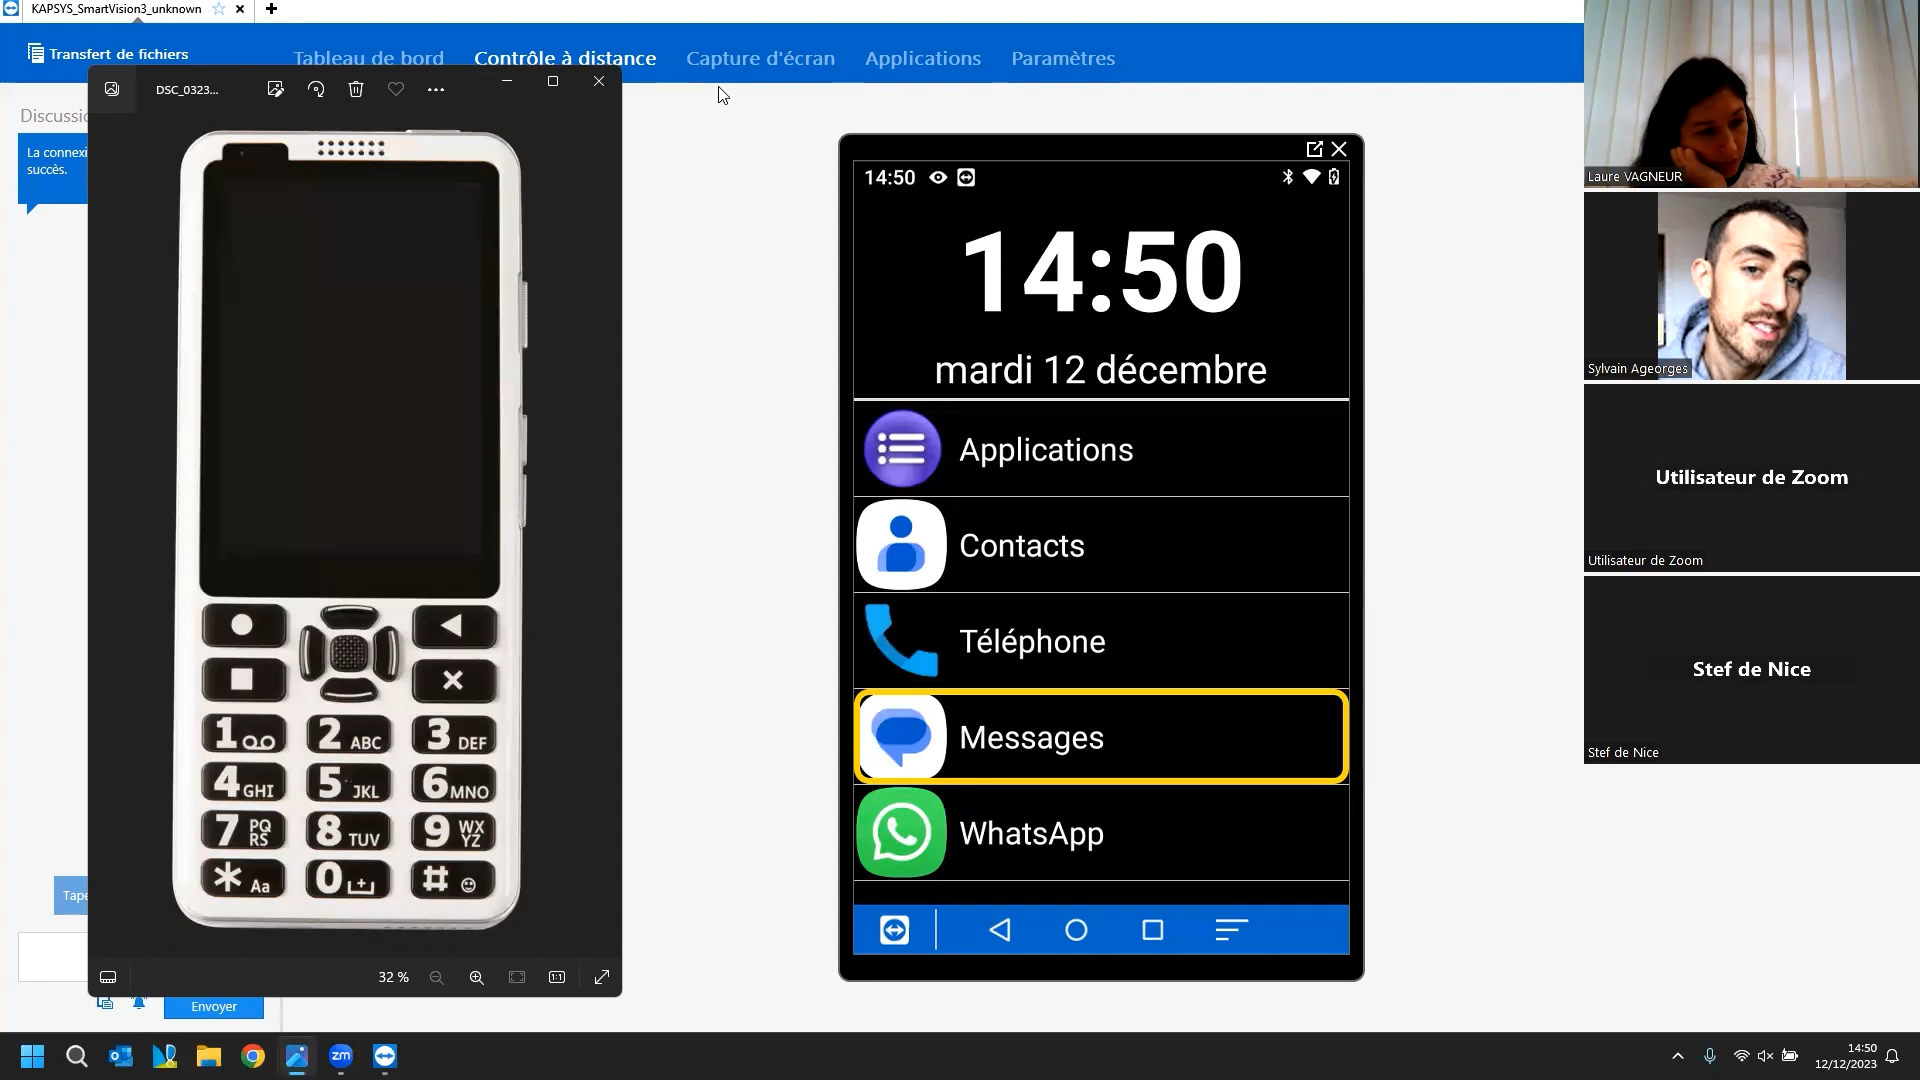 KAPSYS_SmartVision3_unknown
Transfert de fichiers
Tableau de bord
Contrôle à distance
Capture d'écran
Applications
Paramètres
Discussi
La connexi
succès.
Tape
Envoyer
DSC_0323...
1
2 ABC
3 DEF
4 GHI
5 JKL
6 MNO
7 PQ
RS
8 TUV
9 WX
YZ
* Aa
0
#
32 %
14:50
14:50
mardi 12 décembre
Applications
Contacts
Téléphone
Messages
WhatsApp
Laure VAGNEUR
Sylvain Ageorges
Utilisateur de Zoom
Utilisateur de Zoom
Stef de Nice
Stef de Nice
zm
14:50
12/12/2023